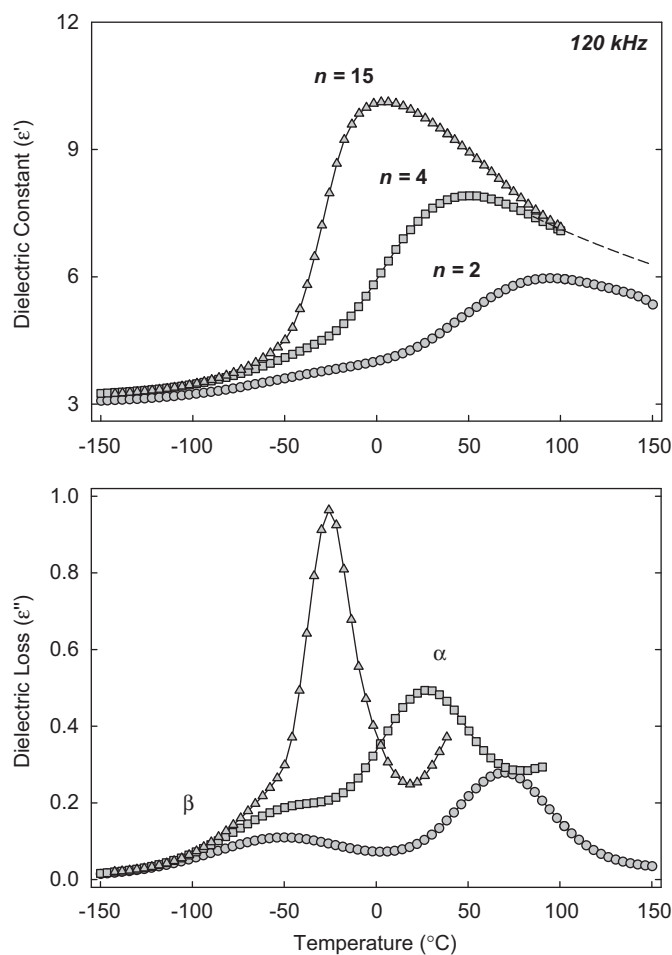 12
120 kHz
n = 15
9
n = 4
n = 2
6
3
Dielectric Constant (ε')
-150 -100 -50 0 50 100 150
1.0
0.8
α
0.6
0.4
β
0.2
0.0
Dielectric Loss (ε")
-150 -100 -50 0 50 100 150
Temperature (°C)